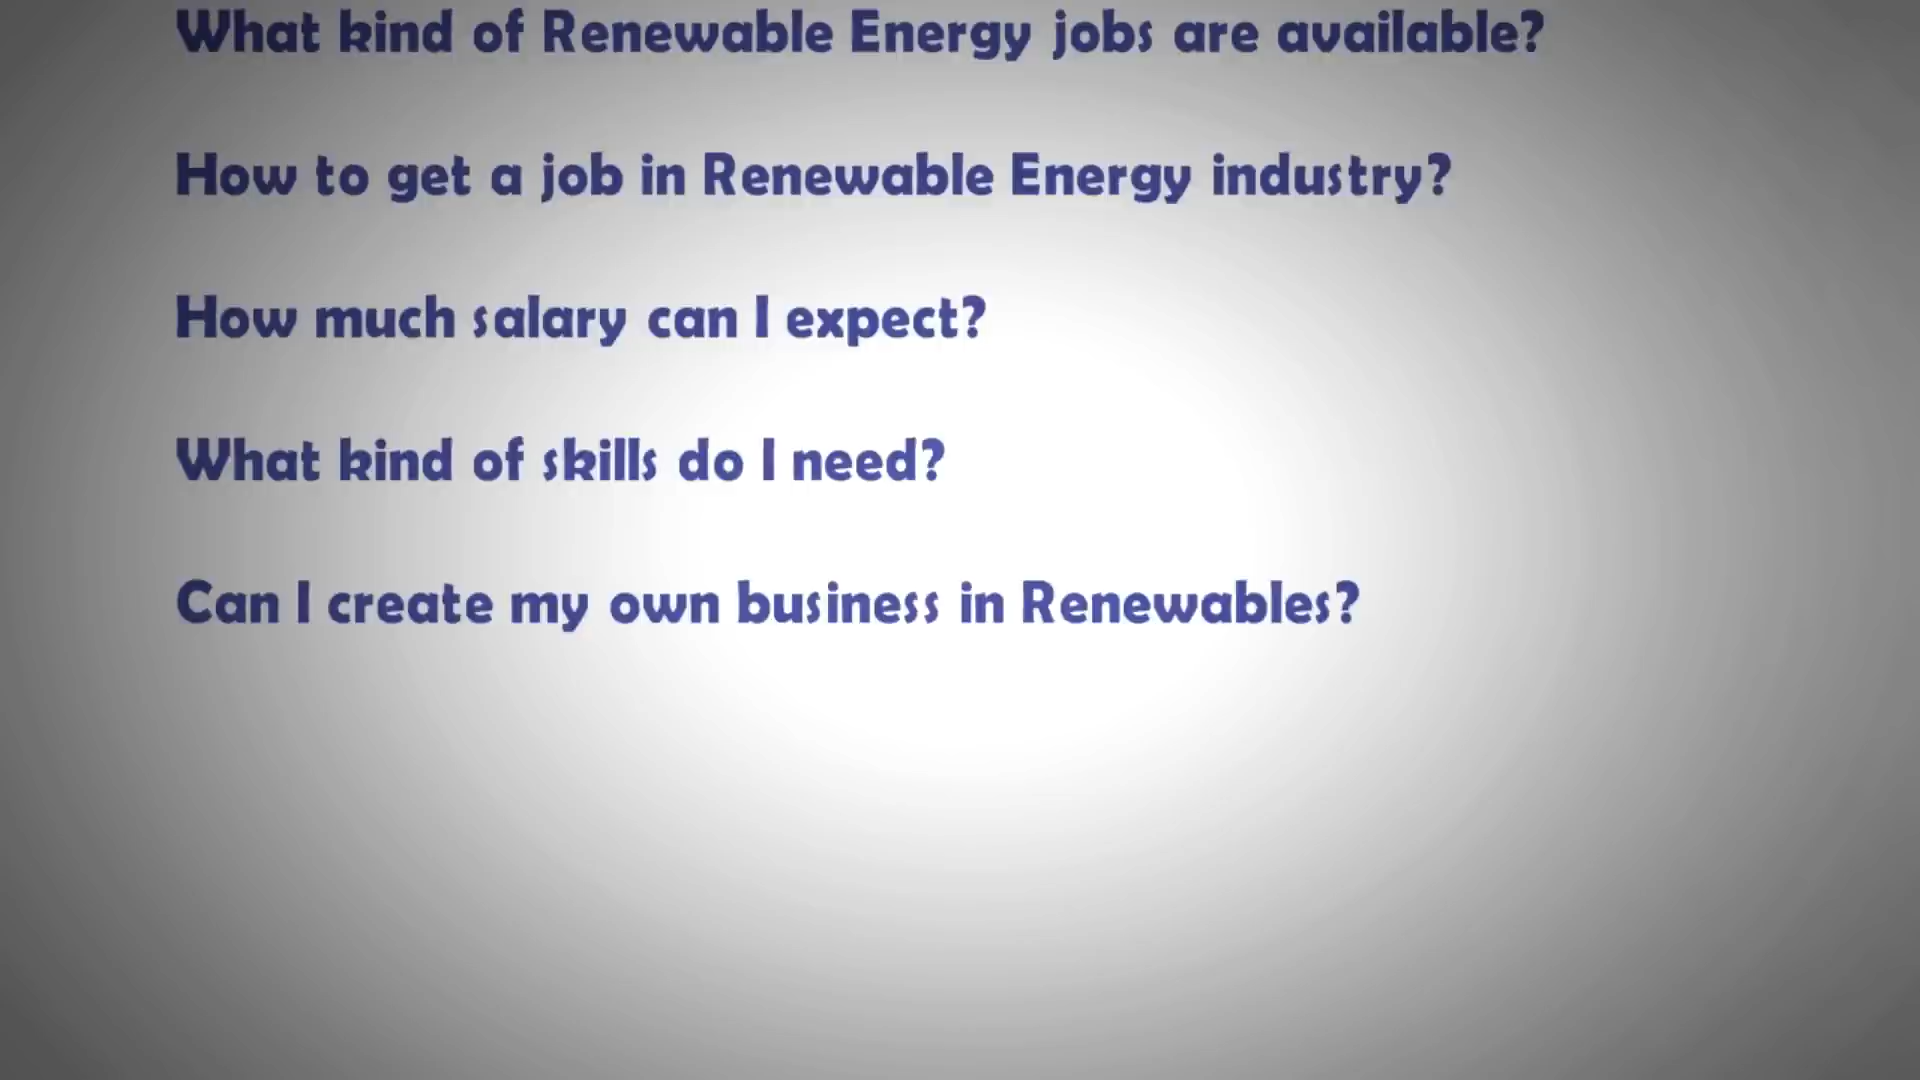 What kind of Renewable Energy jobs are available?
How to get a job in Renewable Energy industry?
How much salary can I expect?
What kind of skills do I need?
Can I create my own business in Renewables?